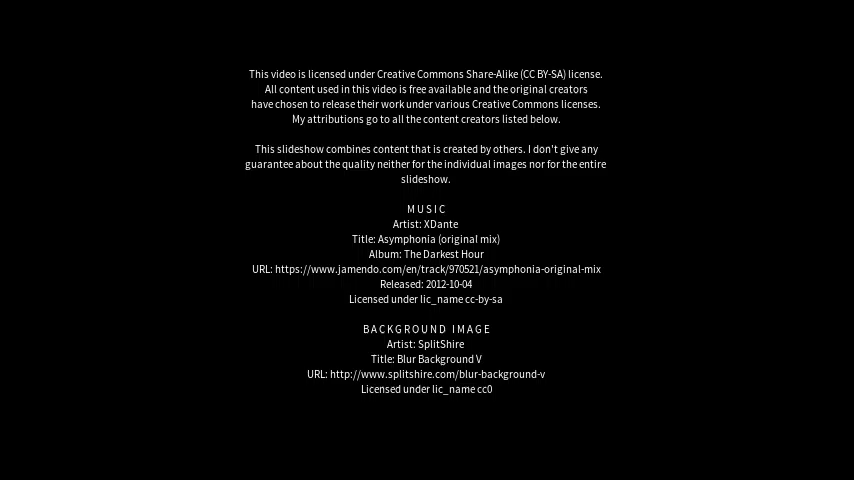 This video is licensed under Creative Commons Share-Alike (CC BY-SA) license.
All content used in this video is free available and the original creators
have chosen to release their work under various Creative Commons licenses.
My attributions go to all the content creators listed below.
This slideshow combines content that is created by others. I don't give any
guarantee about the quality neither for the individual images nor for the entire
slideshow.
MUSIC
Artist: XDante
Title: Asymphonia (original mix)
Album: The Darkest Hour
URL: https://www.jamendo.com/en/track/970521/asymphonia-original-mix
Released: 2012-10-04
Licensed under lic_name cc-by-sa
BACKGROUND IMAGE
Artist: SplitShire
Title: Blur Background V
URL: http://www.splitshire.com/blur-background-v
Licensed under lic_name cc0